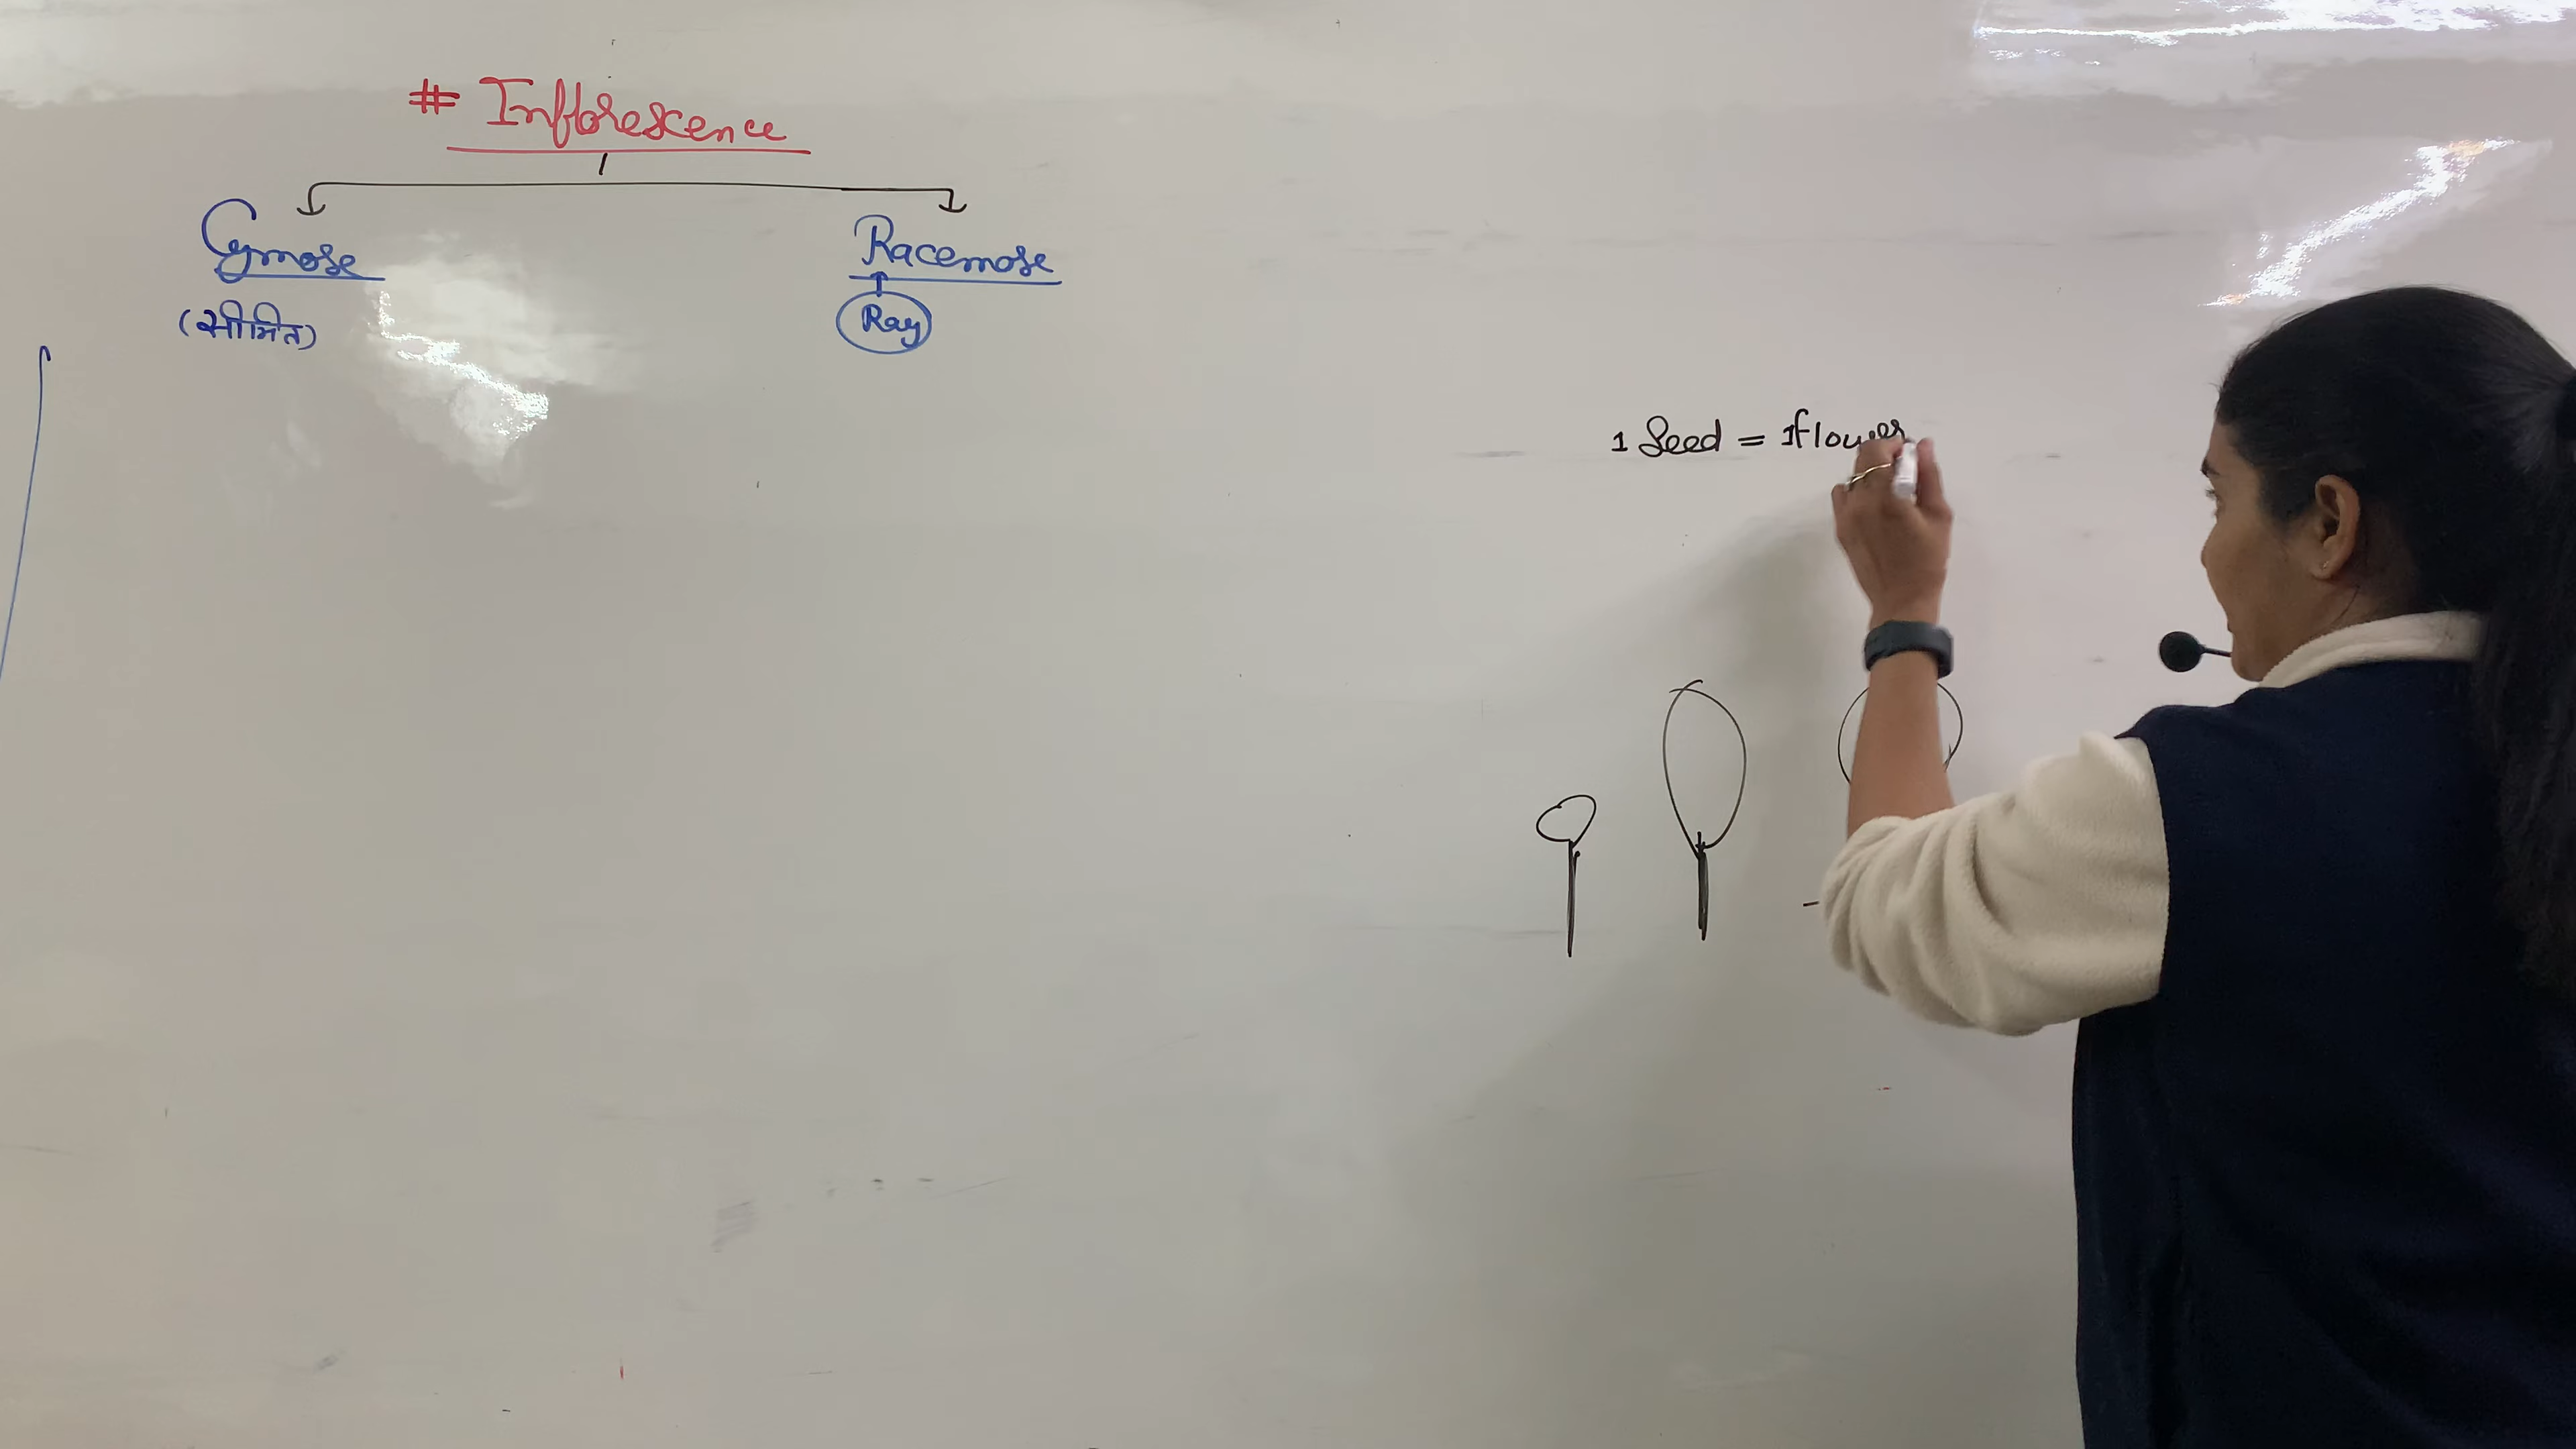 # Inflorescence
Cymose
Racemose
(सीमित)
Ray
1 Seed = 1 flower